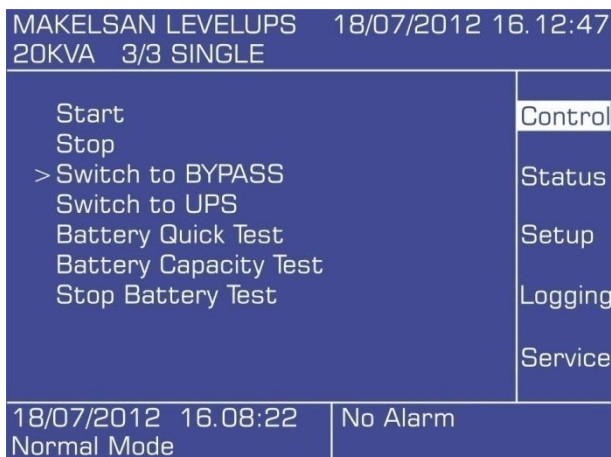 MAKELSAN LEVELUPS 18/07/2012 16.12:47
20KVA 3/3 SINGLE
Start
Stop
>Switch to BYPASS
Switch to UPS
Battery Quick Test
Battery Capacity Test
Stop Battery Test
Control
Status
Setup
Logging
Service
18/07/2012 16.08:22 No Alarm
Normal Mode